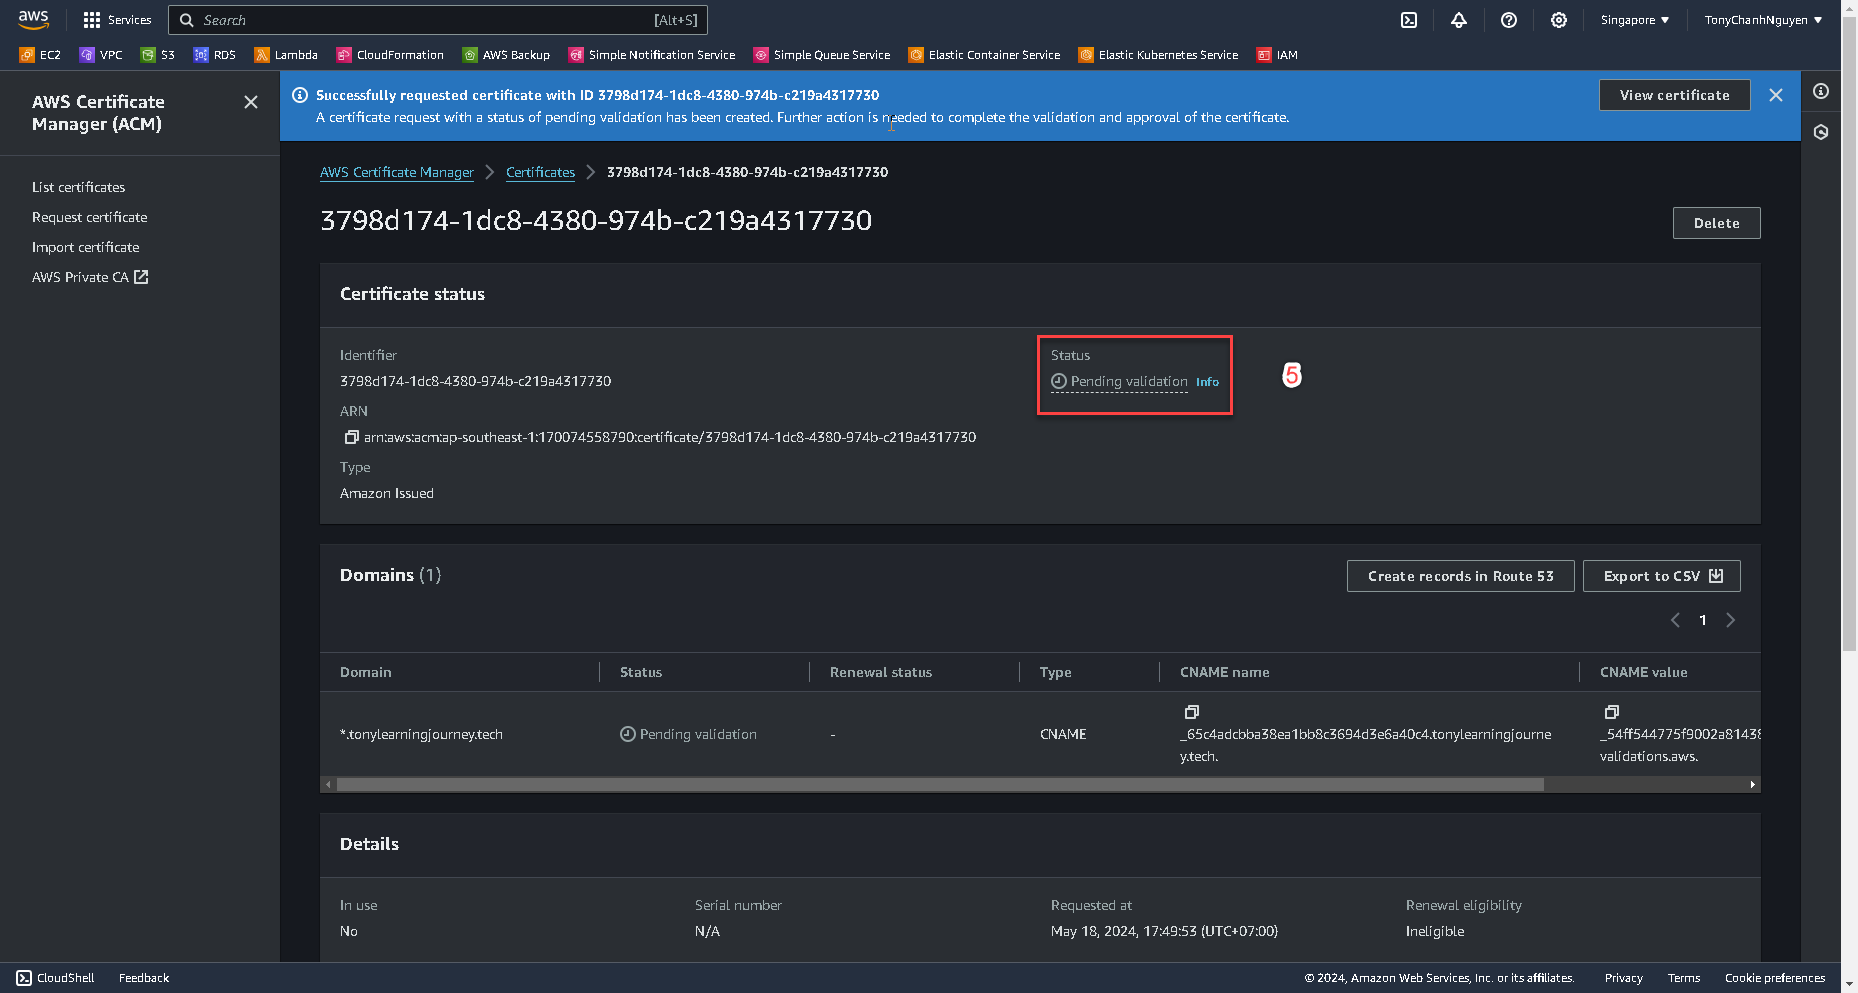 aws
Services
Search
[Alt+S]
Singapore
TonyChanhNguyen
EC2
VPC
S3
RDS
Lambda
CloudFormation
AWS Backup
Simple Notification Service
Simple Queue Service
Elastic Container Service
Elastic Kubernetes Service
IAM
AWS Certificate
Manager (ACM)
List certificates
Request certificate
Import certificate
AWS Private CA
Successfully requested certificate with ID 3798d174-1dc8-4380-974b-c219a4317730
A certificate request with a status of pending validation has been created. Further action is needed to complete the validation and approval of the certificate.
View certificate
AWS Certificate Manager
Certificates
3798d174-1dc8-4380-974b-c219a4317730
3798d174-1dc8-4380-974b-c219a4317730
Delete
Certificate status
Identifier
3798d174-1dc8-4380-974b-c219a4317730
ARN
arn:aws:acm:ap-southeast-1:170074558790:certificate/3798d174-1dc8-4380-974b-c219a4317730
Type
Amazon Issued
Status
Pending validation Info
5
Domains (1)
Create records in Route 53
Export to CSV
1
Domain
Status
Renewal status
Type
CNAME name
CNAME value
*.tonylearningjourney.tech
Pending validation
-
CNAME
_65c4adcbba38ea1bb8c3694d3e6a40c4.tonylearningjourne
y.tech.
_54ff544775f9002a81438
validations.aws.
Details
In use
No
Serial number
N/A
Requested at
May 18, 2024, 17:49:53 (UTC+07:00)
Renewal eligibility
Ineligible
CloudShell
Feedback
© 2024, Amazon Web Services, Inc. or its affiliates.
Privacy
Terms
Cookie preferences